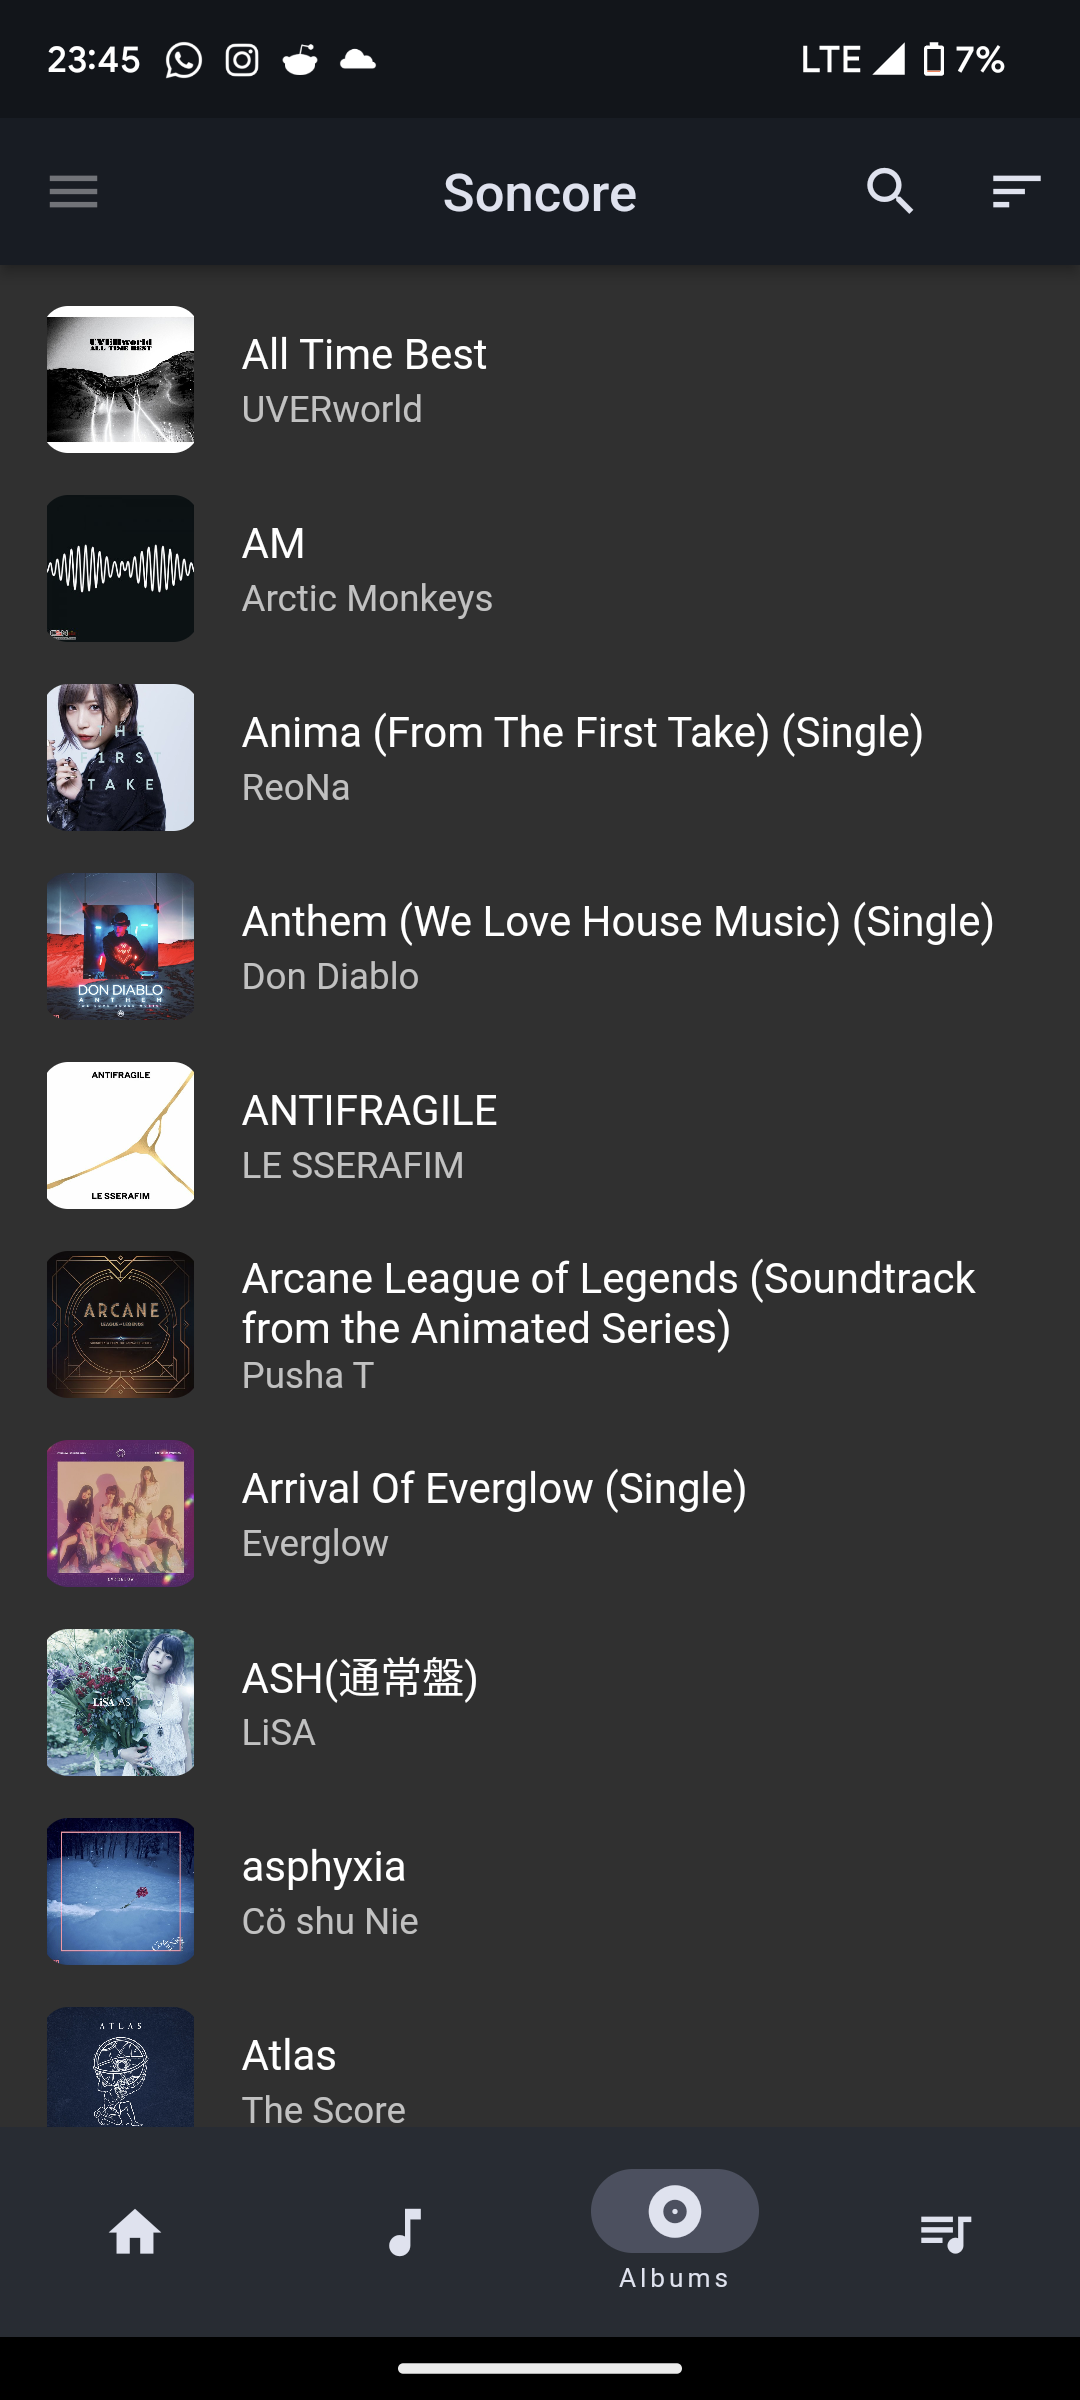 23:45
LTE 7%
Soncore
UVERworld
ALL TIME BEST
All Time Best
UVERworld
AM
Arctic Monkeys
THE
FIRST
TAKE
Anima (From The First Take) (Single)
ReoNa
DON DIABLO
ANTHEM
Anthem (We Love House Music) (Single)
Don Diablo
ANTIFRAGILE
LE SSERAFIM
ANTIFRAGILE
LE SSERAFIM
ARCANE
LEAGUE OF LEGENDS
Arcane League of Legends (Soundtrack
from the Animated Series)
Pusha T
Arrival Of Everglow (Single)
Everglow
LiSA
ASH(通常盤)
LiSA
asphyxia
Cö shu Nie
ATLAS
Atlas
The Score
Albums